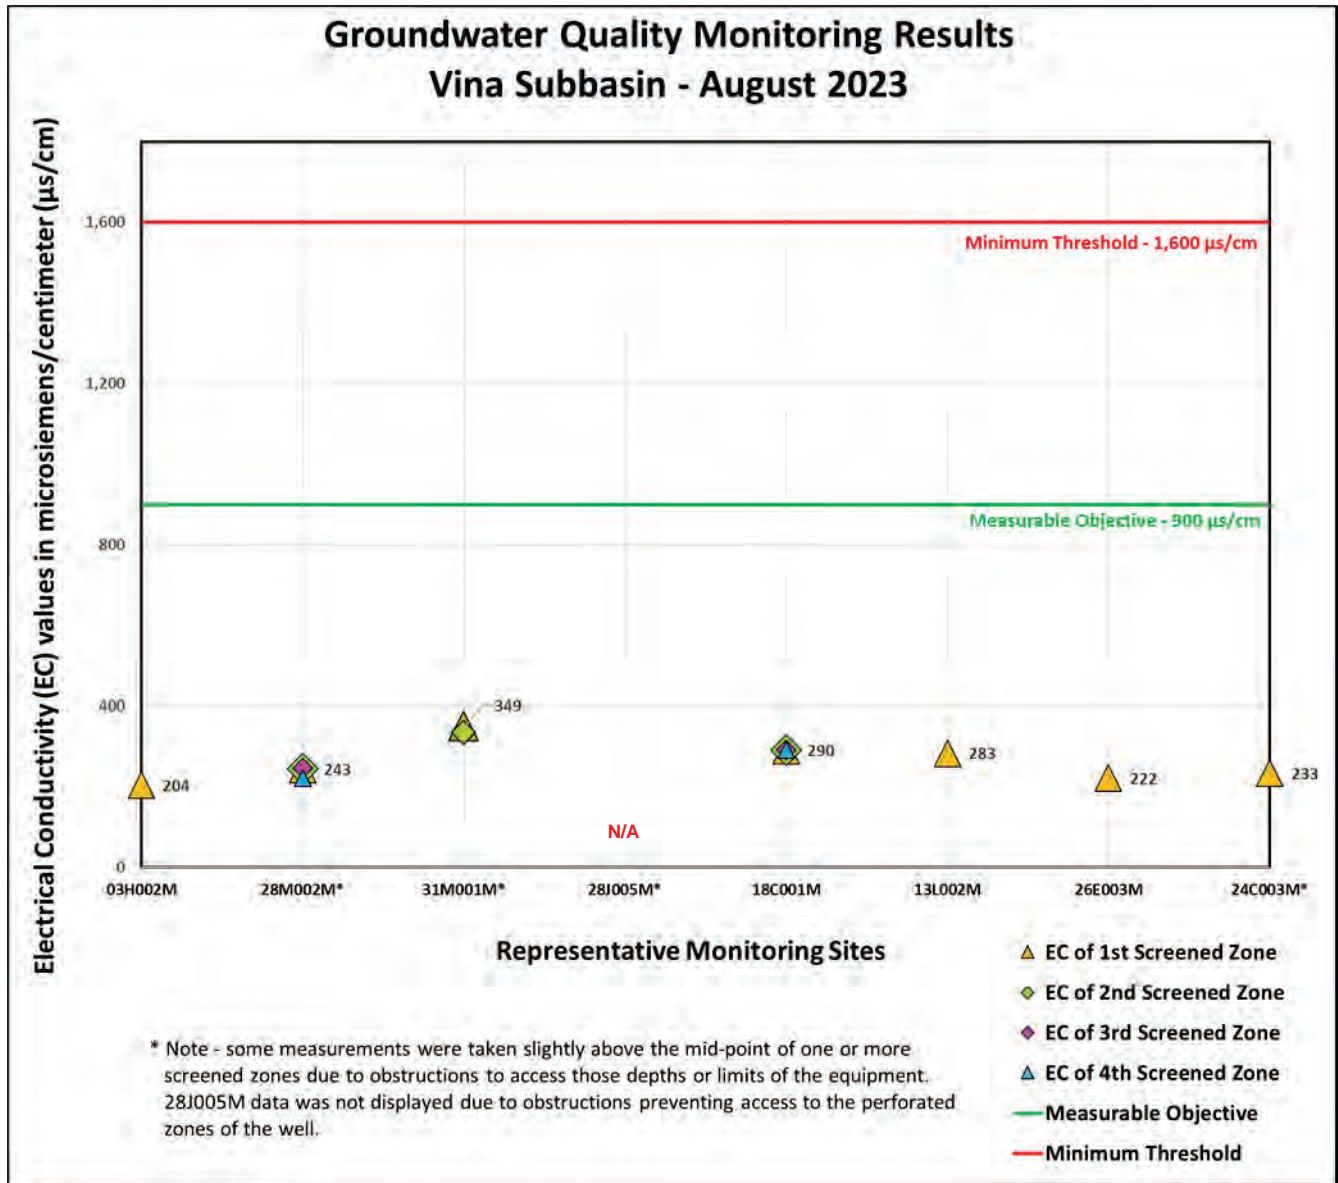 Groundwater Quality Monitoring Results
Vina Subbasin - August 2023
Electrical Conductivity (EC) values in microsiemens/centimeter (µs/cm)
1,600
Minimum Threshold - 1,600 µs/cm
1,200
Measurable Objective - 900 µs/cm
800
400
349
290
283
243
233
222
204
N/A
0
03H002M
28M002M*
31M001M*
28J005M*
18C001M
13L002M
26E003M
24C003M*
Representative Monitoring Sites
EC of 1st Screened Zone
EC of 2nd Screened Zone
EC of 3rd Screened Zone
EC of 4th Screened Zone
Measurable Objective
Minimum Threshold
* Note - some measurements were taken slightly above the mid-point of one or more
screened zones due to obstructions to access those depths or limits of the equipment.
28J005M data was not displayed due to obstructions preventing access to the perforated
zones of the well.